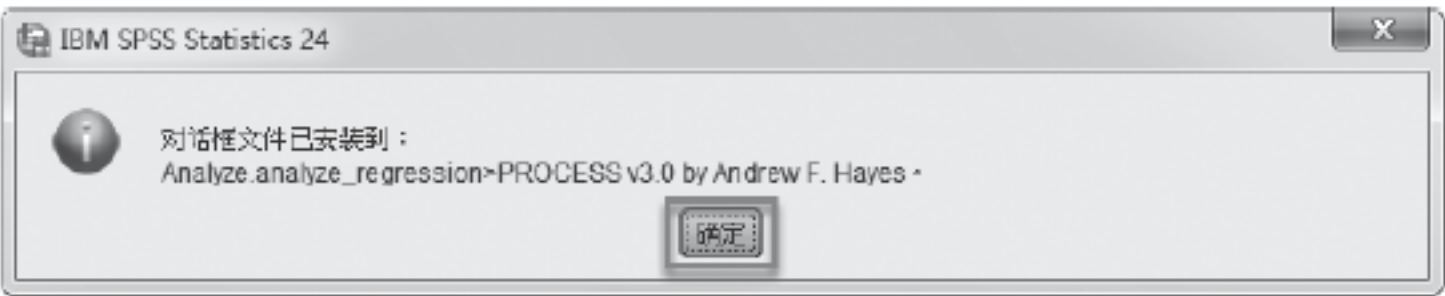 IBM SPSS Statistics 24
对话框文件已安装到：
Analyze.analyze_regression>PROCESS v3.0 by Andrew F. Hayes。
确定